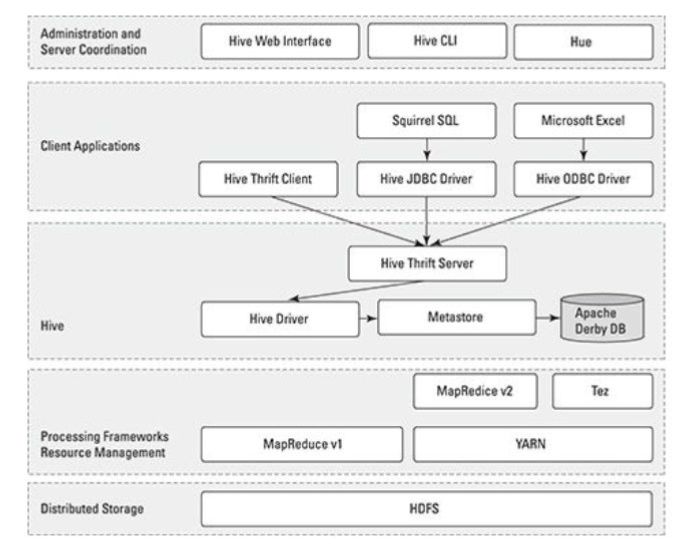 Administration and
Server Coordination
Hive Web Interface
Hive CLI
Hue
Client Applications
Squirrel SQL
Microsoft Excel
Hive Thrift Client
Hive JDBC Driver
Hive ODBC Driver
Hive
Hive Thrift Server
Hive Driver
Metastore
Apache
Derby DB
Processing Frameworks
Resource Management
MapRedice v2
Tez
MapReduce v1
YARN
Distributed Storage
HDFS